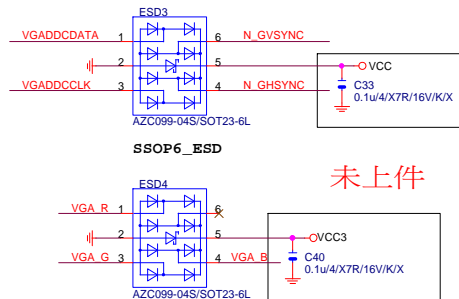 ESD3
VGADDCDATA 1 6 N_GVSYNC
2 5 VCC
VGADDCCLK 3 4 N_GHSYNC
C33
0.1u/4/X7R/16V/K/X
AZC099-04S/SOT23-6L
SSOP6_ESD
未上件
ESD4
VGA_R 1 6
2 5 VCC3
VGA_G 3 4 VGA_B
C40
0.1u/4/X7R/16V/K/X
AZC099-04S/SOT23-6L